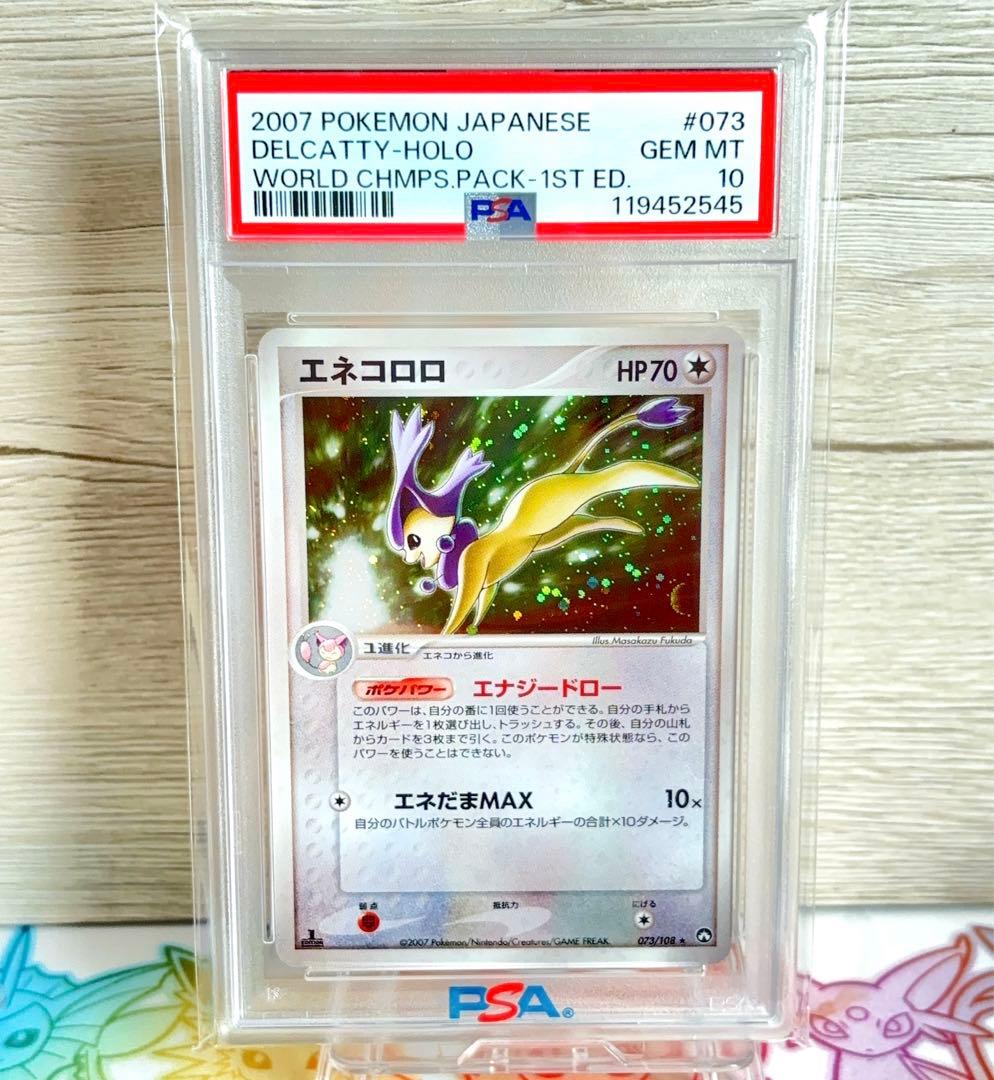 2007 POKEMON JAPANESE #073
DELCATTY-HOLO GEM MT
WORLD CHMPS.PACK-1ST ED. 10
PSA 119452545
エネコロロ HP70
Illus. Masakazu Fukuda
1進化 エネコから進化
ポケパワー エナジードロー
このパワーは、自分の番に1回使うことができる。自分の手札から
エネルギーを1枚選び出し、トラッシュする。その後、自分の山札
からカードを3枚まで引く。このポケモンが特殊状態なら、この
パワーを使うことはできない。
エネだまMAX 10×
自分のバトルポケモン全員のエネルギーの合計×10ダメージ。
弱点 抵抗力 にげる
1 EDITION ©2007 Pokémon/Nintendo/Creatures/GAME FREAK. 073/108 ★
PSA®